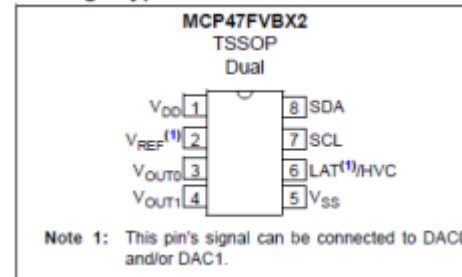 MCP47FVBX2
TSSOP
Dual
VDD 1 8 SDA
VREF(1) 2 7 SCL
VOUT0 3 6 LAT(1)/HVC
VOUT1 4 5 VSS
Note 1: This pin's signal can be connected to DAC0
and/or DAC1.